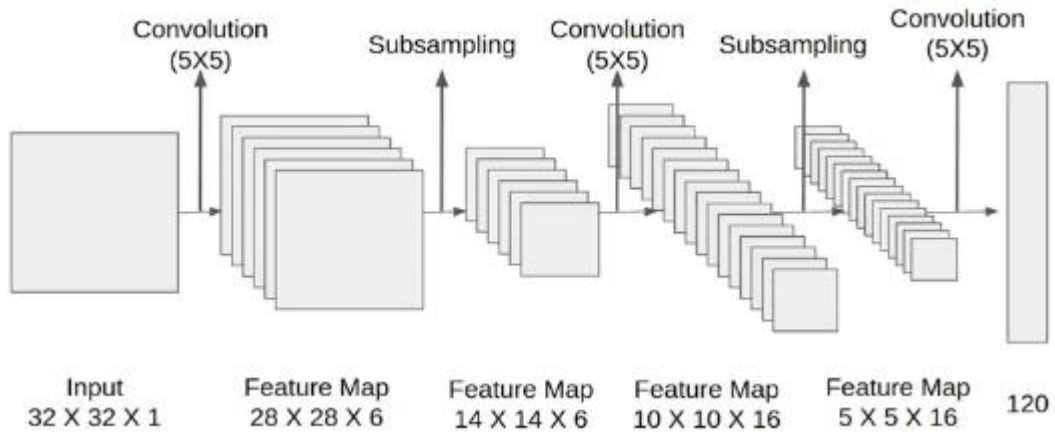 Convolution
(5X5)
Subsampling
Convolution
(5X5)
Subsampling
Convolution
(5X5)
Input
32 X 32 X 1
Feature Map
28 X 28 X 6
Feature Map
14 X 14 X 6
Feature Map
10 X 10 X 16
Feature Map
5 X 5 X 16
120